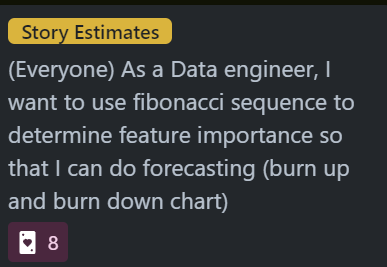 Story Estimates
(Everyone) As a Data engineer, I
want to use fibonacci sequence to
determine feature importance so
that I can do forecasting (burn up
and burn down chart)
8